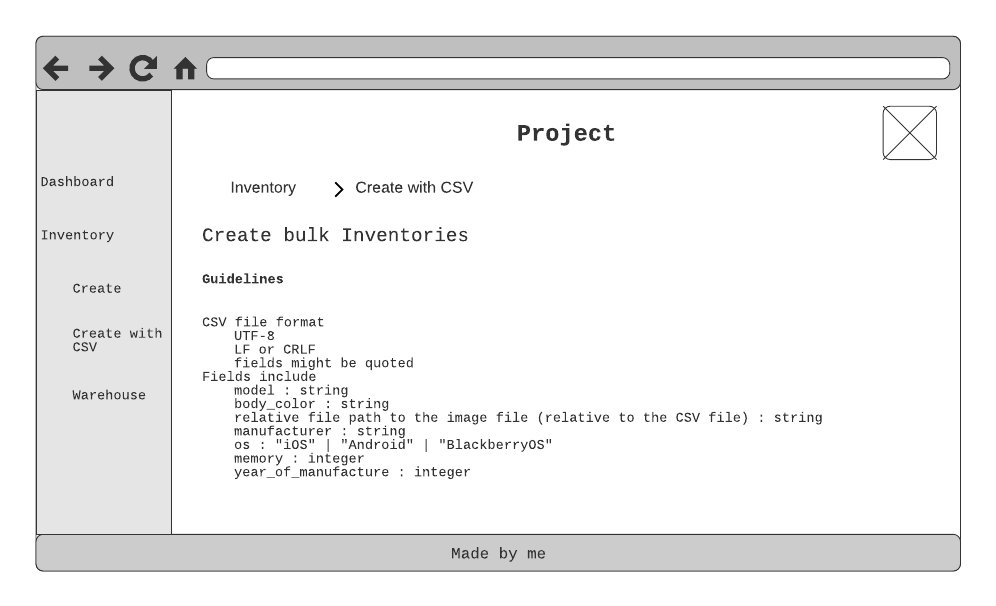 Project
Dashboard
Inventory
Create
Create with
CSV
Warehouse
Inventory > Create with CSV
Create bulk Inventories
Guidelines
CSV file format
UTF-8
LF or CRLF
fields might be quoted
Fields include
model : string
body_color : string
relative file path to the image file (relative to the CSV file) : string
manufacturer : string
os : "iOS" | "Android" | "BlackberryOS"
memory : integer
year_of_manufacture : integer
Made by me